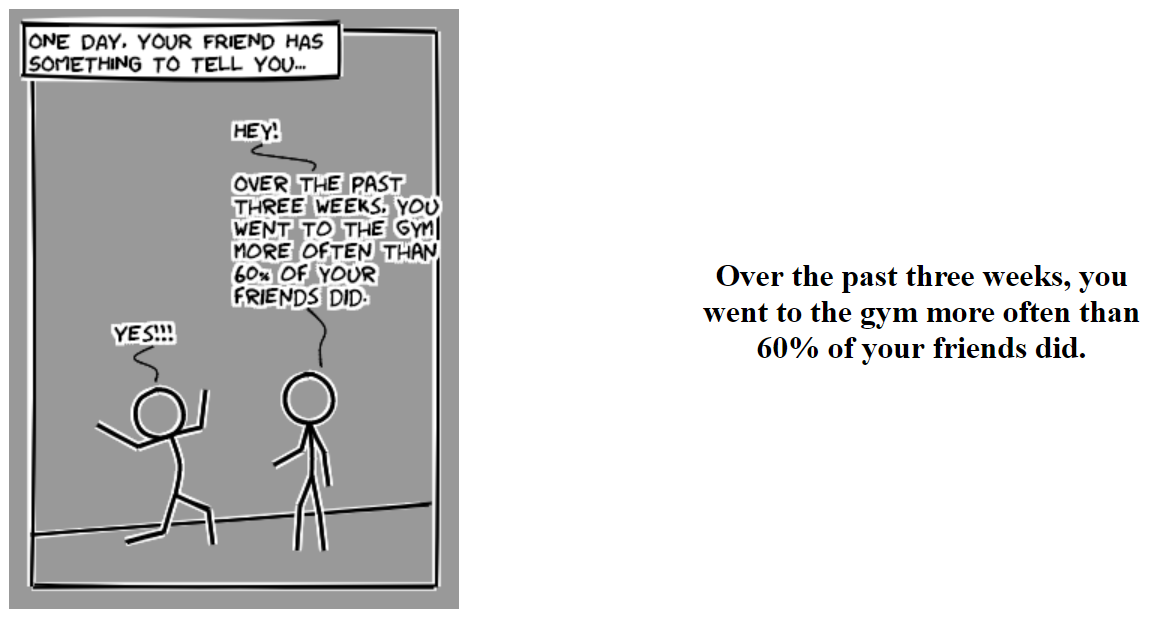 ONE DAY, YOUR FRIEND HAS
SOMETHING TO TELL YOU...
HEY!
OVER THE PAST
THREE WEEKS, YOU
WENT TO THE GYM
MORE OFTEN THAN
60% OF YOUR
FRIENDS DID.
YES!!!
Over the past three weeks, you
went to the gym more often than
60% of your friends did.